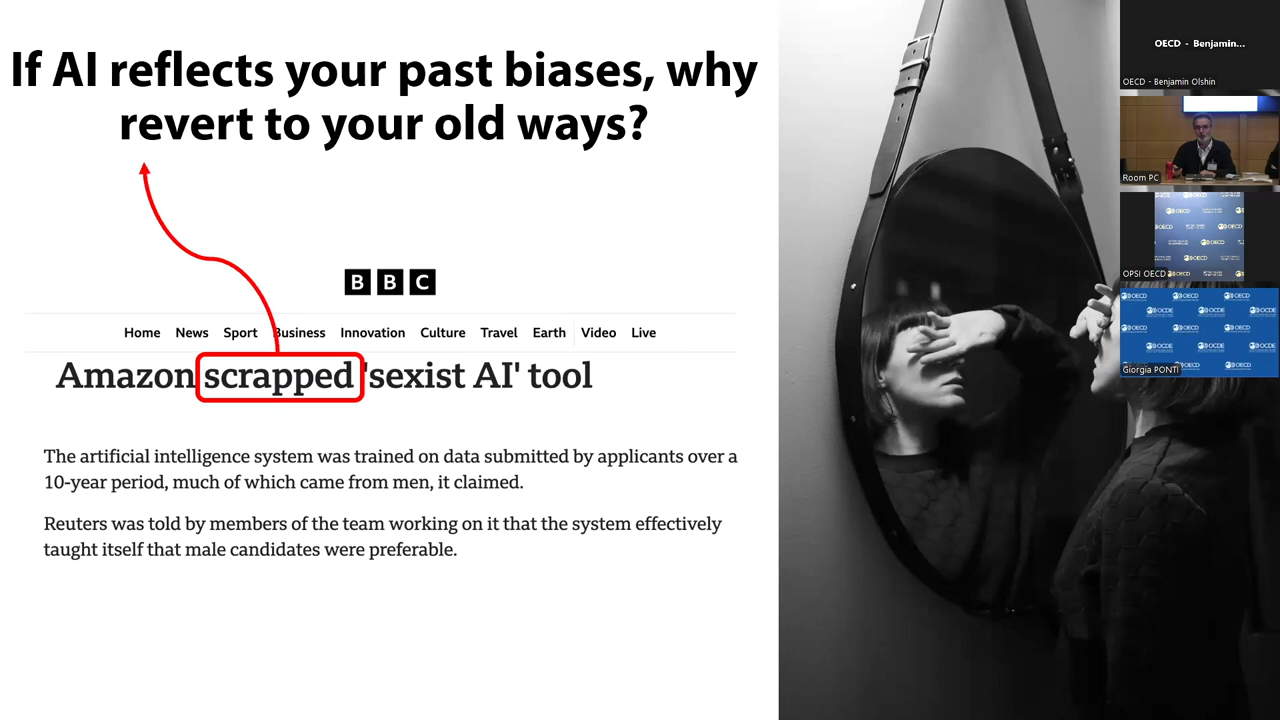 If AI reflects your past biases, why
revert to your old ways?
BBC
Home News Sport Business Innovation Culture Travel Earth Video Live
Amazon scrapped 'sexist AI' tool
The artificial intelligence system was trained on data submitted by applicants over a
10-year period, much of which came from men, it claimed.
Reuters was told by members of the team working on it that the system effectively
taught itself that male candidates were preferable.
OECD - Benjamin...
OECD - Benjamin Olshin
Room PC
OPSI OECD
Giorgia PONTI